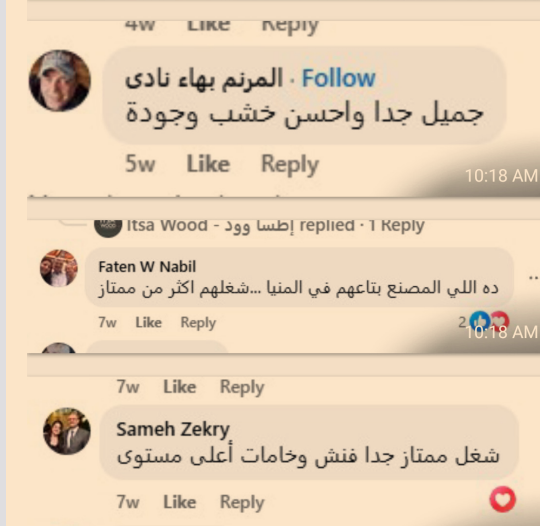 4w Like Reply
المرنم بهاء نادى · Follow
جميل جدا واحسن خشب وجودة
5w Like Reply
10:18 AM
Itsa Wood - إطسا وود replied · 1 Reply
Faten W Nabil
ده اللي المصنع بتاعهم في المنيا ...شغلهم اكثر من ممتاز
7w Like Reply
2
10:18 AM
7w Like Reply
Sameh Zekry
شغل ممتاز جدا فنش وخامات أعلى مستوى
7w Like Reply